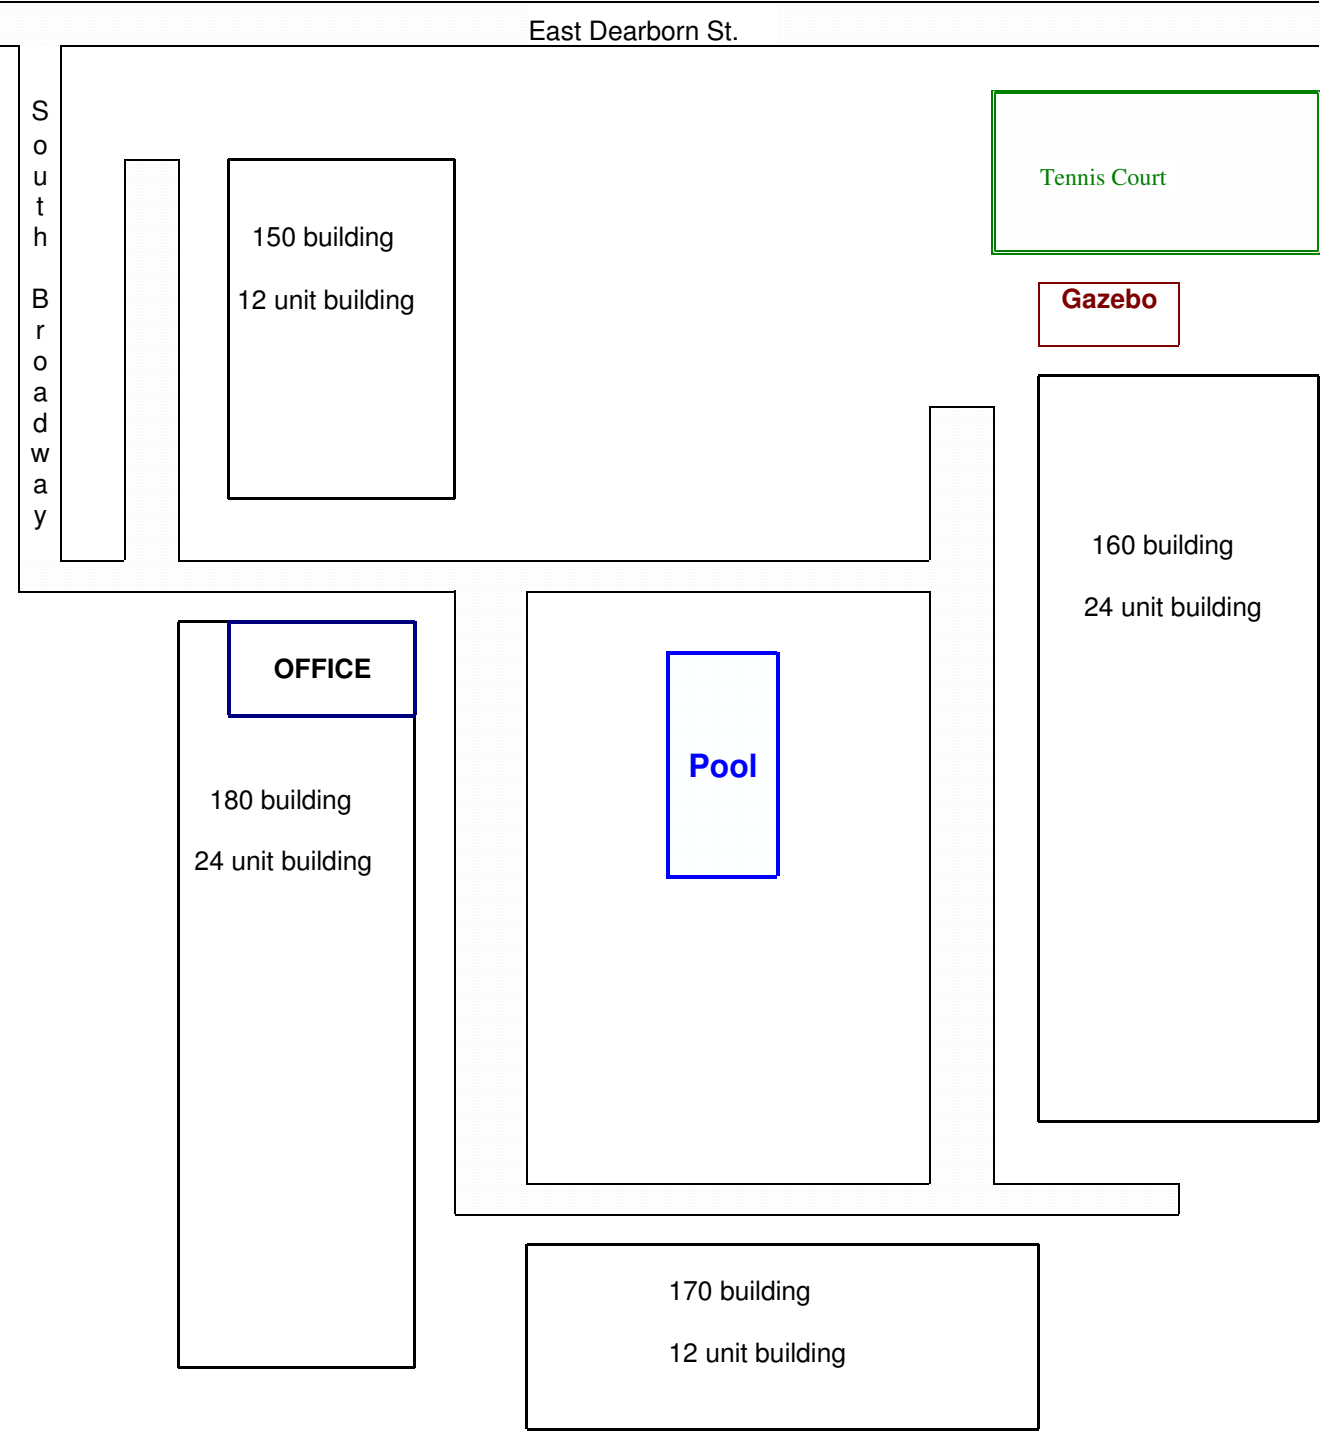 East Dearborn St.
South Broadway
Tennis Court
150 building
12 unit building
Gazebo
160 building
24 unit building
OFFICE
Pool
180 building
24 unit building
170 building
12 unit building